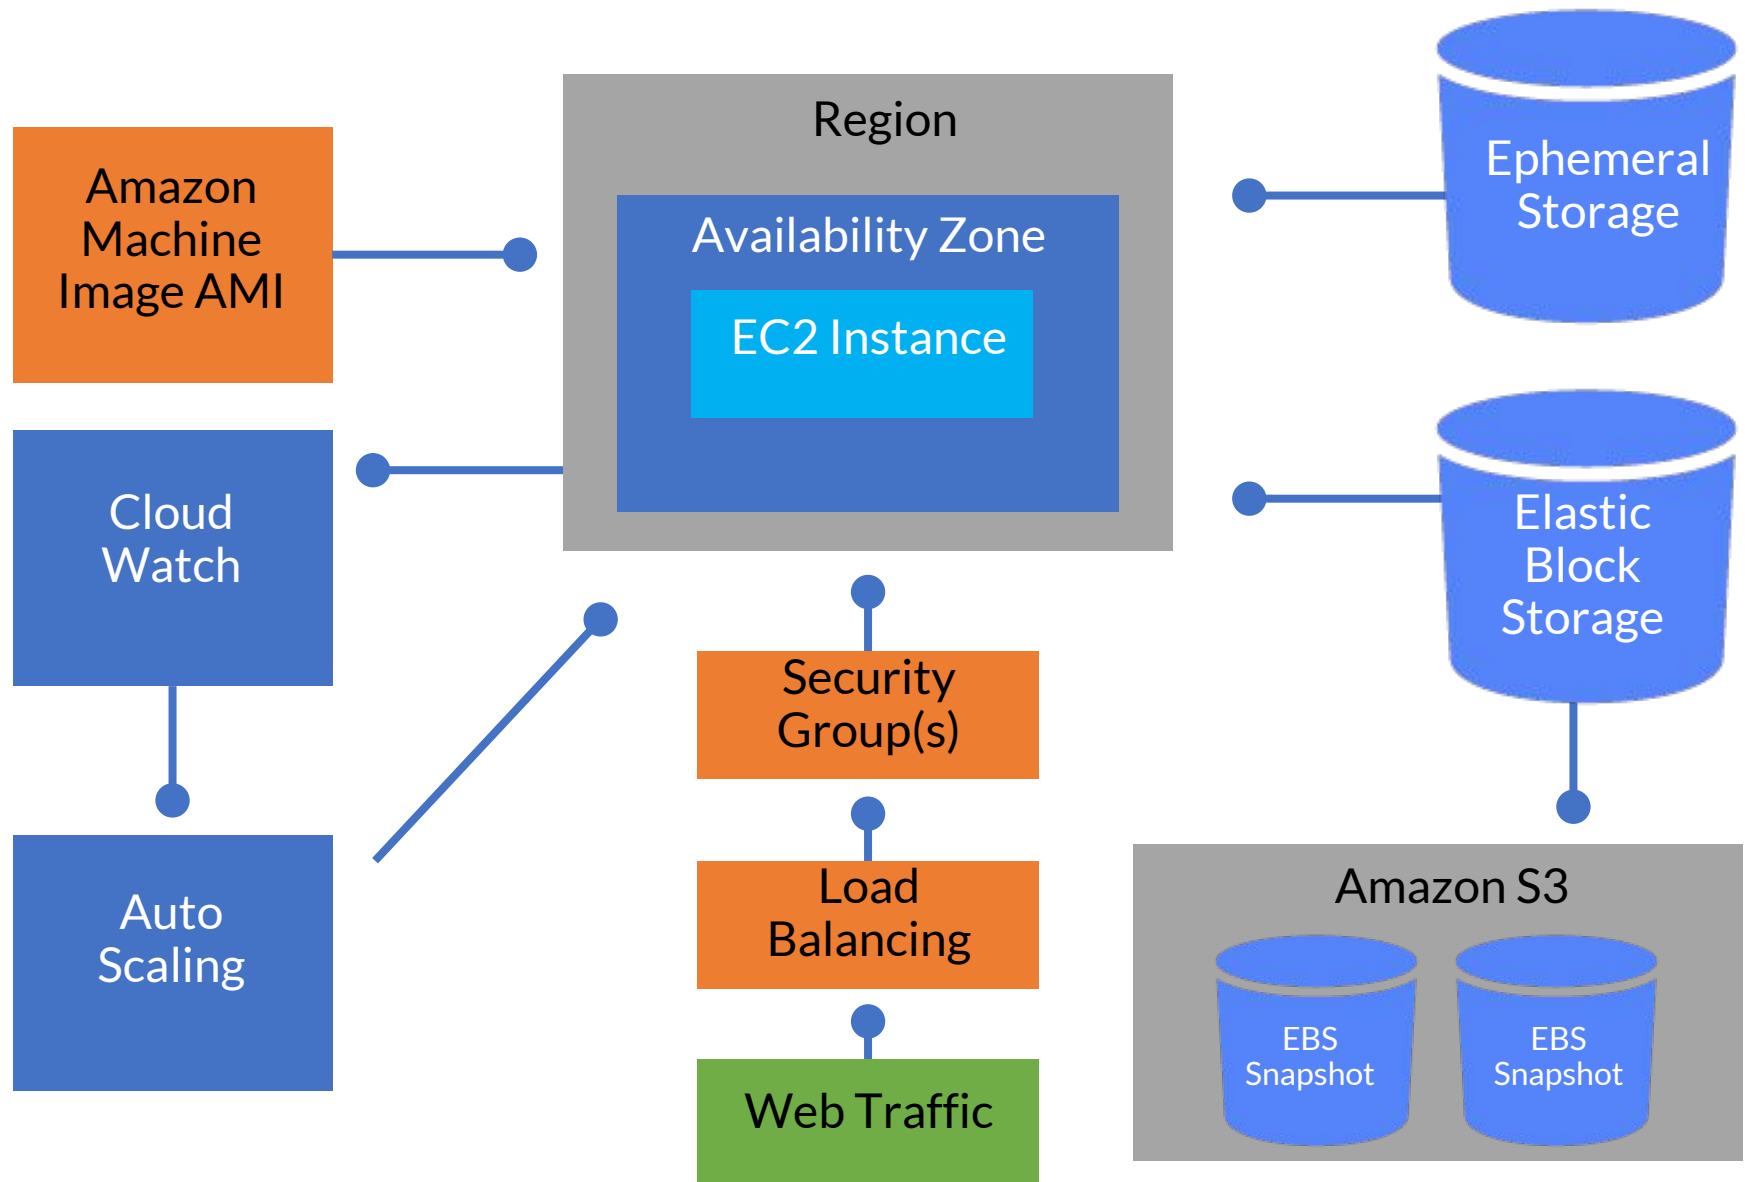 Region
Amazon
Machine
Image AMI
Availability Zone
EC2 Instance
Ephemeral
Storage
Cloud
Watch
Elastic
Block
Storage
Security
Group(s)
Auto
Scaling
Load
Balancing
Web Traffic
Amazon S3
EBS
Snapshot
EBS
Snapshot